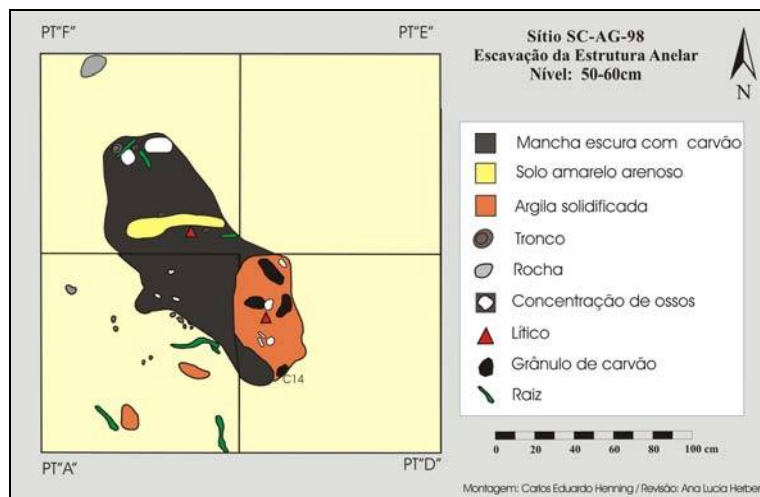 PT"F"
PT"E"
Sítio SC-AG-98
Escavação da Estrutura Anelar
Nível: 50-60cm
N
Mancha escura com carvão
Solo amarelo arenoso
Argila solidificada
Tronco
Rocha
Concentração de ossos
Lítico
Grânulo de carvão
Raiz
C14
0 20 40 60 80 100 cm
PT"A"
PT"D"
Montagem: Carlos Eduardo Henning / Revisão: Ana Lucia Herber